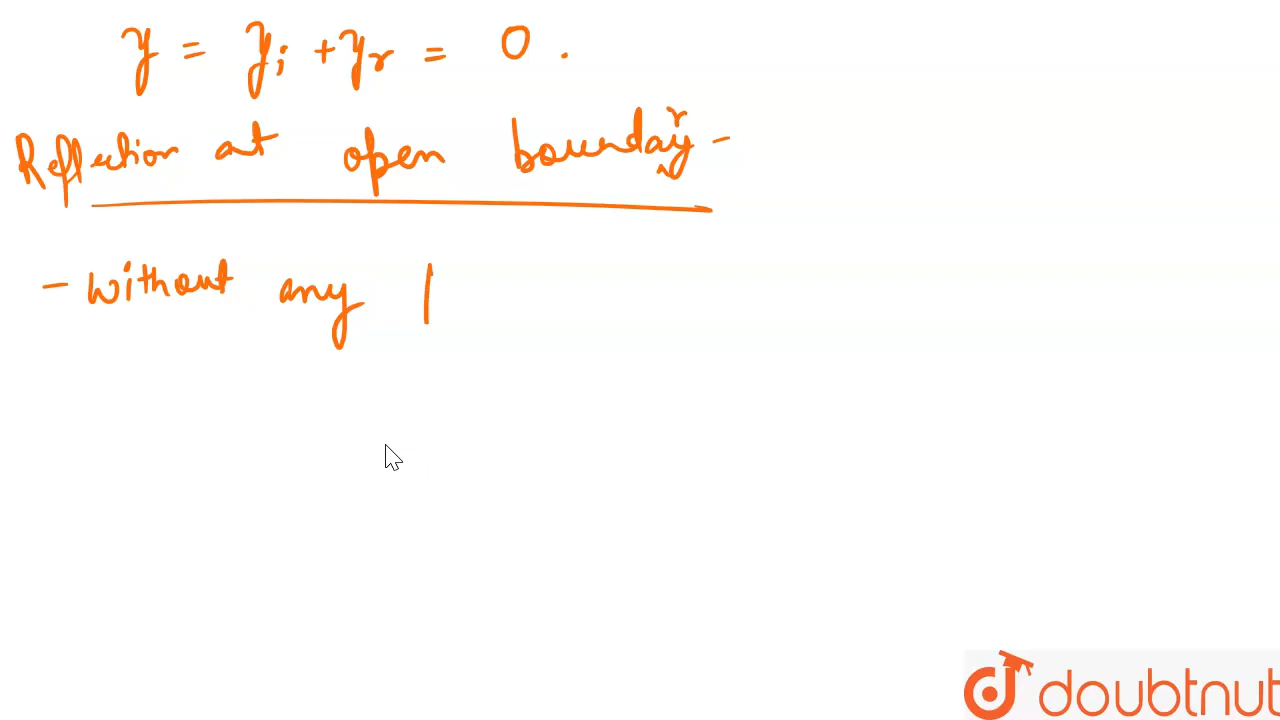 y = yi + yr = 0 .
Reflection at open boundary -
- without any
doubtnut